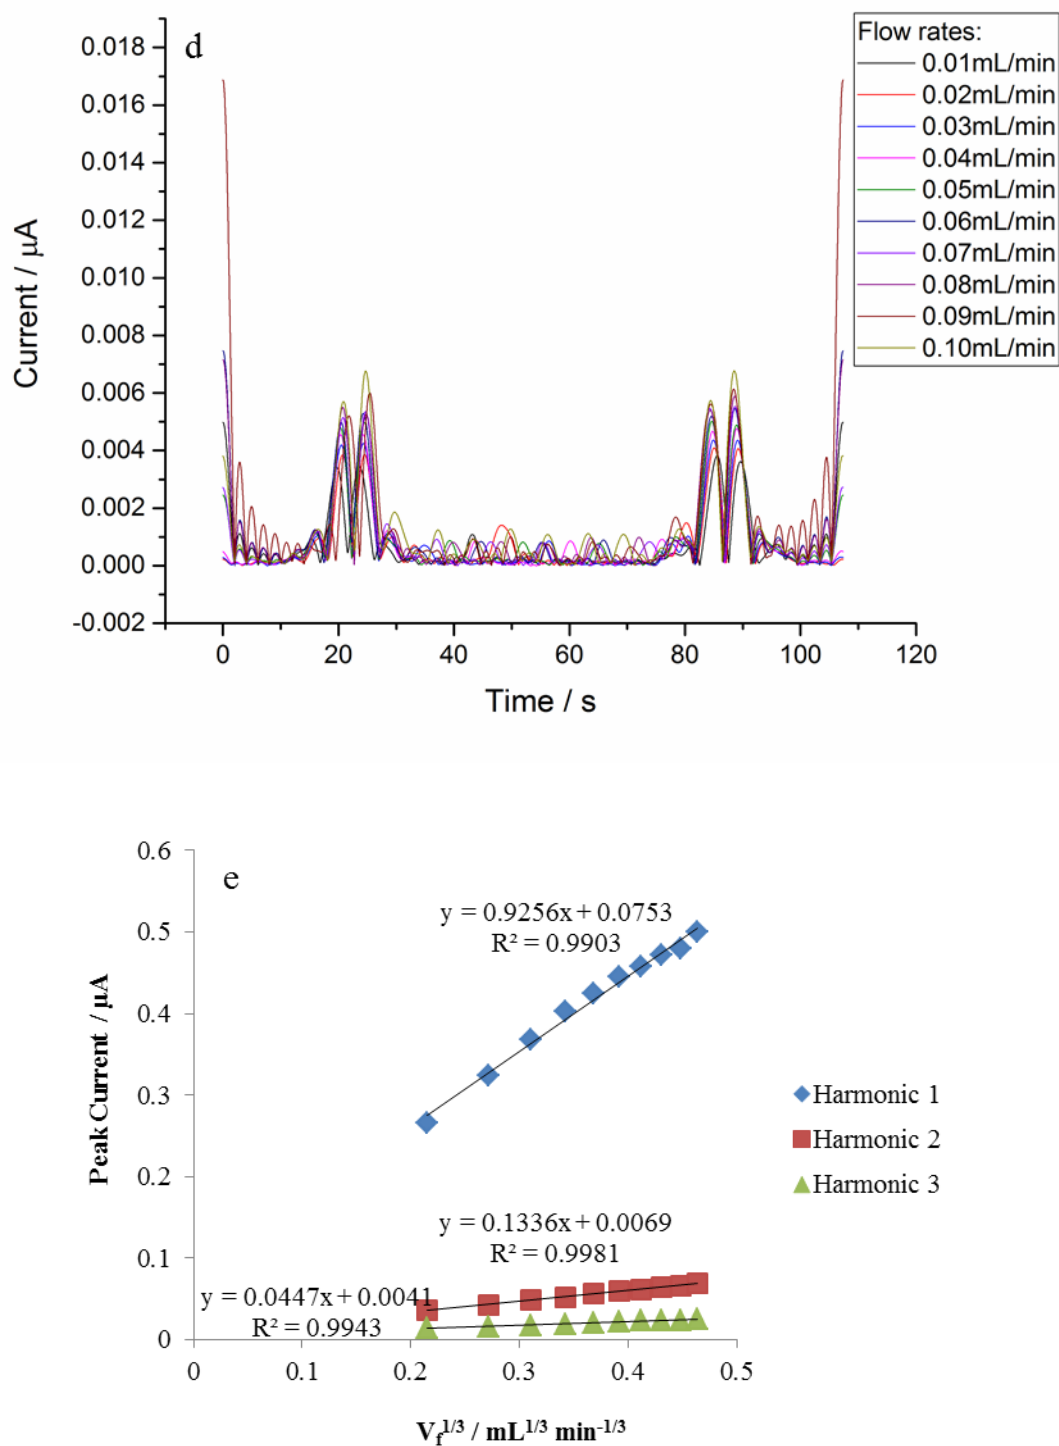 d
Flow rates:
0.01mL/min
0.02mL/min
0.03mL/min
0.04mL/min
0.05mL/min
0.06mL/min
0.07mL/min
0.08mL/min
0.09mL/min
0.10mL/min
0.018
0.016
0.014
0.012
0.010
0.008
0.006
0.004
0.002
0.000
-0.002
Current / µA
0 20 40 60 80 100 120
Time / s
e
0.6
0.5
0.4
0.3
0.2
0.1
0
Peak Current / µA
y = 0.9256x + 0.0753
R² = 0.9903
y = 0.1336x + 0.0069
R² = 0.9981
y = 0.0447x + 0.0041
R² = 0.9943
Harmonic 1
Harmonic 2
Harmonic 3
0 0.1 0.2 0.3 0.4 0.5
V_f^1/3 / mL^1/3 min^-1/3